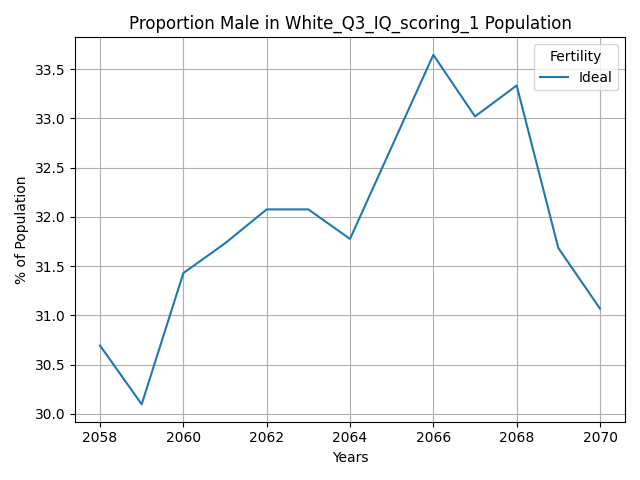 Proportion Male in White_Q3_IQ_scoring_1 Population
Fertility
Ideal
% of Population
33.5
33.0
32.5
32.0
31.5
31.0
30.5
30.0
2058 2060 2062 2064 2066 2068 2070
Years